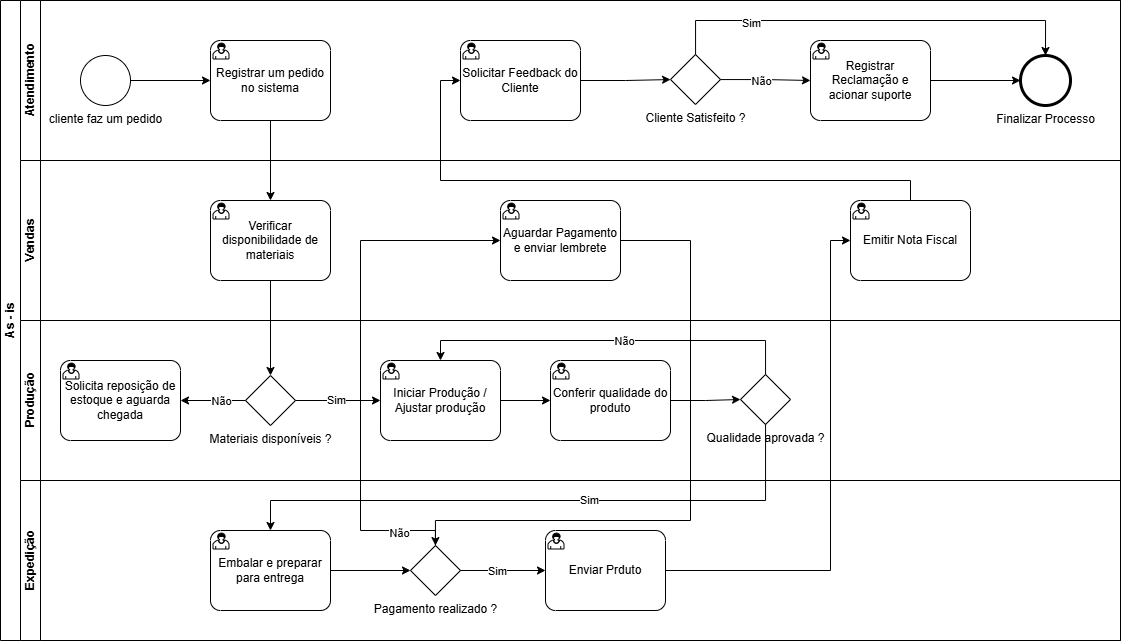 As - is
Atendimento
cliente faz um pedido
Registrar um pedido
no sistema
Solicitar Feedback do
Cliente
Cliente Satisfeito ?
Sim
Não
Registrar
Reclamação e
acionar suporte
Finalizar Processo
Vendas
Verificar
disponibilidade de
materiais
Aguardar Pagamento
e enviar lembrete
Emitir Nota Fiscal
Produção
Solicita reposição de
estoque e aguarda
chegada
Não
Materiais disponíveis ?
Sim
Iniciar Produção /
Ajustar produção
Conferir qualidade do
produto
Não
Qualidade aprovada ?
Expedição
Sim
Embalar e preparar
para entrega
Não
Pagamento realizado ?
Sim
Enviar Prduto